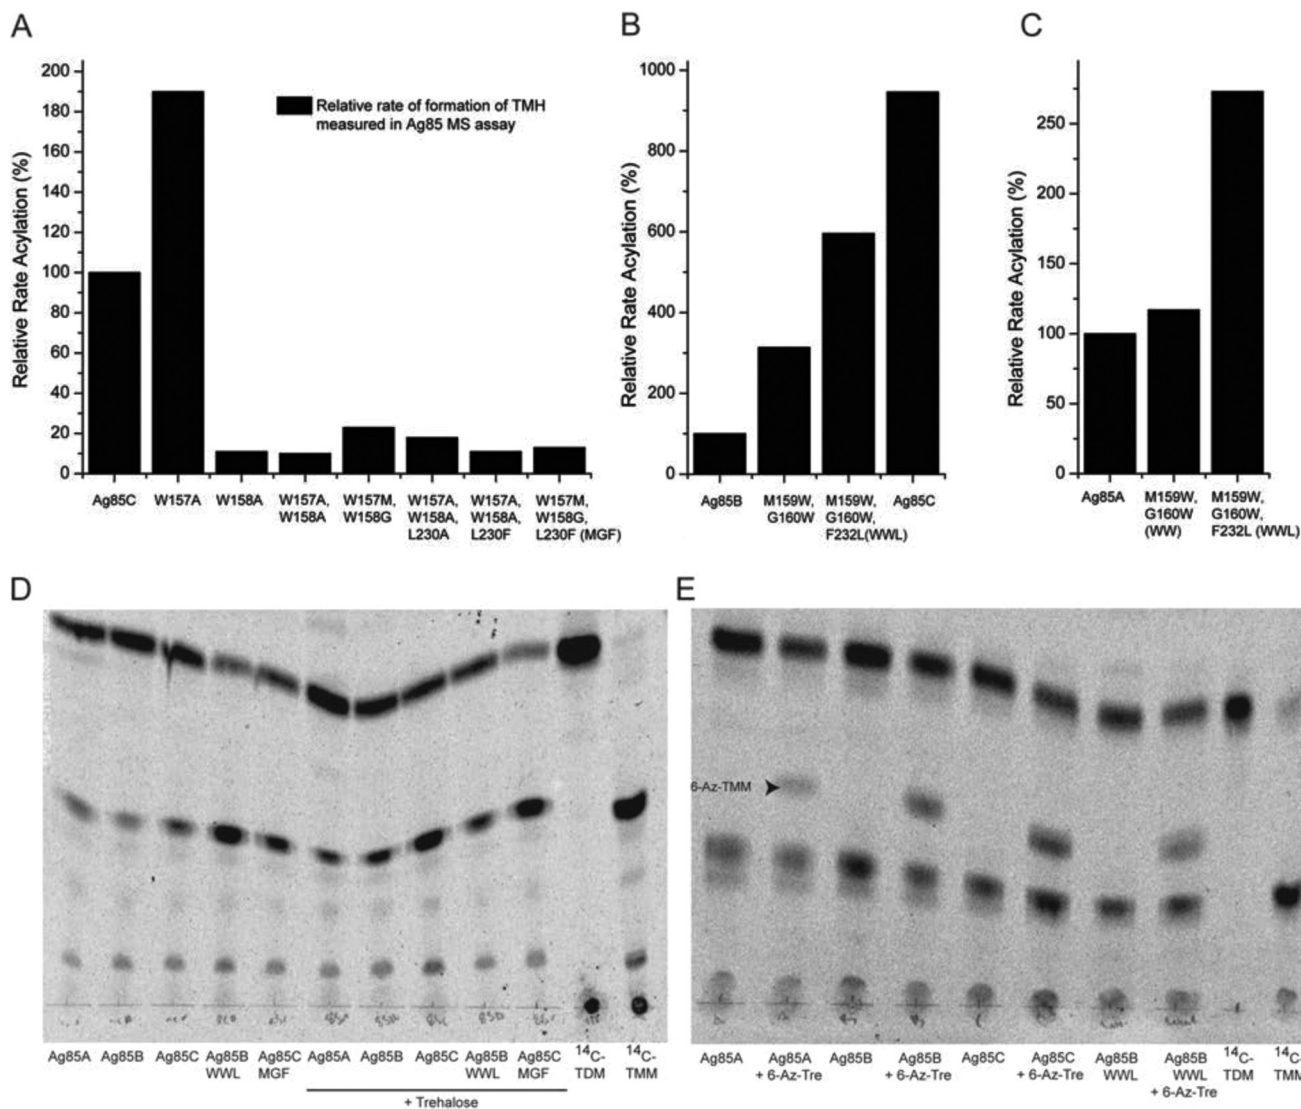 A
Relative Rate Acylation (%)
200
180
160
140
120
100
80
60
40
20
0
Relative rate of formation of TMH
measured in Ag85 MS assay
Ag85C
W157A
W158A
W157A,
W158A
W157M,
W158G
W157A,
W158A,
L230A
W157A,
W158A,
L230F
W157M,
W158G,
L230F (MGF)
B
Relative Rate Acylation (%)
1000
800
600
400
200
0
Ag85B
M159W,
G160W
M159W,
G160W,
F232L(WWL)
Ag85C
C
Relative Rate Acylation (%)
250
200
150
100
50
0
Ag85A
M159W,
G160W
(WW)
M159W,
G160W,
F232L (WWL)
D
Ag85A
Ag85B
Ag85C
Ag85B
WWL
Ag85C
MGF
Ag85A
Ag85B
Ag85C
Ag85B
WWL
Ag85C
MGF
14C-
TDM
14C-
TMM
+ Trehalose
E
6-Az-TMM
Ag85A
Ag85A
+ 6-Az-Tre
Ag85B
Ag85B
+ 6-Az-Tre
Ag85C
Ag85C
+ 6-Az-Tre
Ag85B
WWL
Ag85B
WWL
+ 6-Az-Tre
14C-
TDM
14C-
TMM